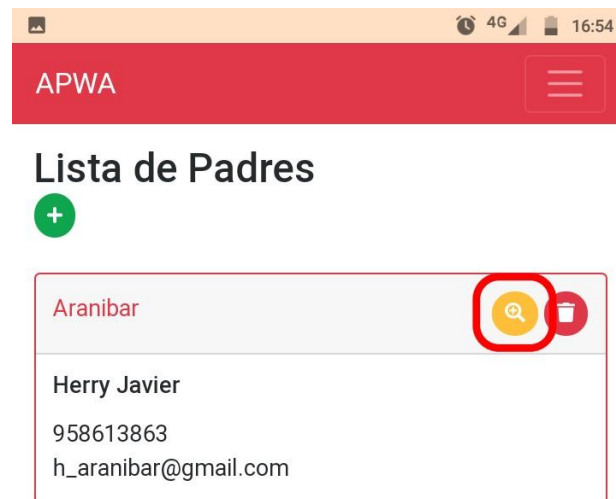 4G 16:54
APWA
Lista de Padres
Aranibar
Herry Javier
958613863
h_aranibar@gmail.com